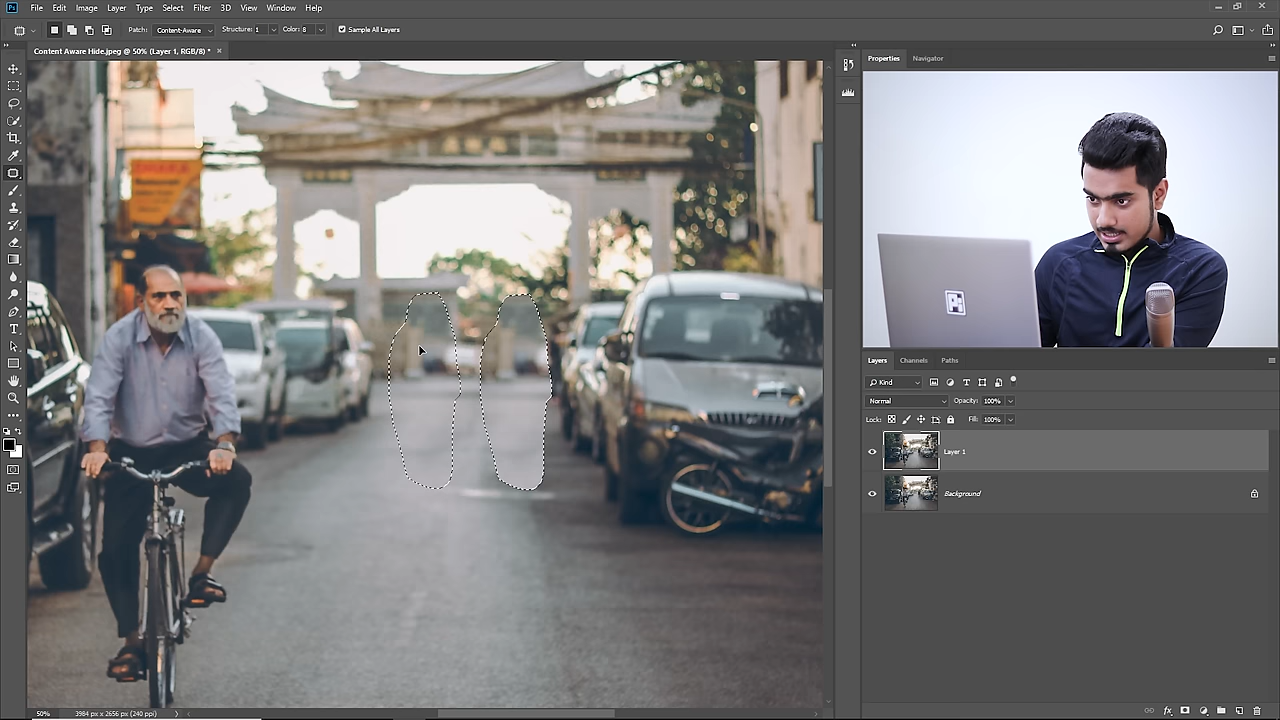 Ps File Edit Image Layer Type Select Filter 3D View Window Help
Patch: Content-Aware Structure: 1 Color: 8 Sample All Layers
Content Aware Hide.jpeg @ 50% (Layer 1, RGB/8) * ×
Properties Navigator
Layers Channels Paths
Kind
Normal Opacity: 100%
Lock: Fill: 100%
Layer 1
Background
50% 3984 px x 2656 px (240 ppi)